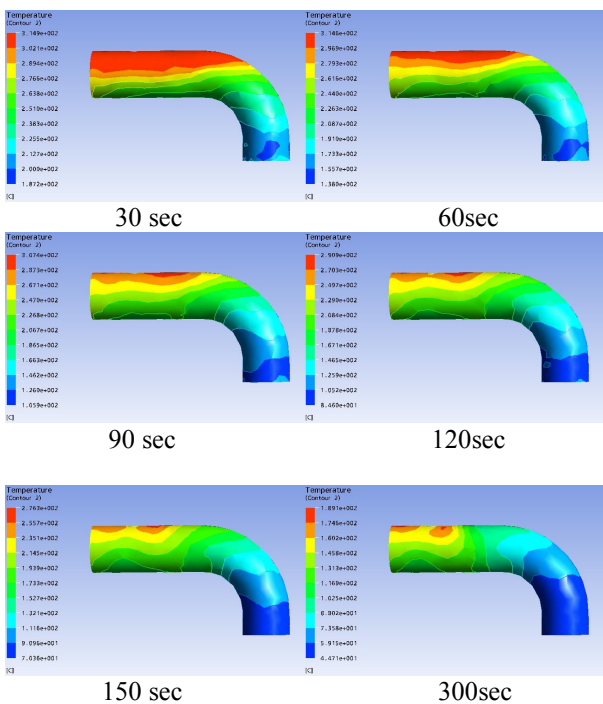 Temperature
(Contour 2)
3.149e+002
3.021e+002
2.894e+002
2.766e+002
2.638e+002
2.510e+002
2.383e+002
2.255e+002
2.127e+002
2.000e+002
1.872e+002
[C]
30 sec
Temperature
(Contour 2)
3.146e+002
2.969e+002
2.793e+002
2.616e+002
2.440e+002
2.263e+002
2.087e+002
1.910e+002
1.733e+002
1.557e+002
1.380e+002
[C]
60sec
Temperature
(Contour 2)
3.074e+002
2.873e+002
2.671e+002
2.470e+002
2.268e+002
2.067e+002
1.865e+002
1.663e+002
1.462e+002
1.260e+002
1.059e+002
[C]
90 sec
Temperature
(Contour 2)
2.909e+002
2.703e+002
2.497e+002
2.290e+002
2.084e+002
1.878e+002
1.671e+002
1.465e+002
1.259e+002
1.052e+002
8.460e+001
[C]
120sec
Temperature
(Contour 2)
2.763e+002
2.557e+002
2.351e+002
2.145e+002
1.939e+002
1.733e+002
1.527e+002
1.321e+002
1.116e+002
9.096e+001
7.036e+001
[C]
150 sec
Temperature
(Contour 2)
1.891e+002
1.746e+002
1.602e+002
1.458e+002
1.313e+002
1.169e+002
1.025e+002
8.802e+001
7.358e+001
5.915e+001
4.471e+001
[C]
300sec